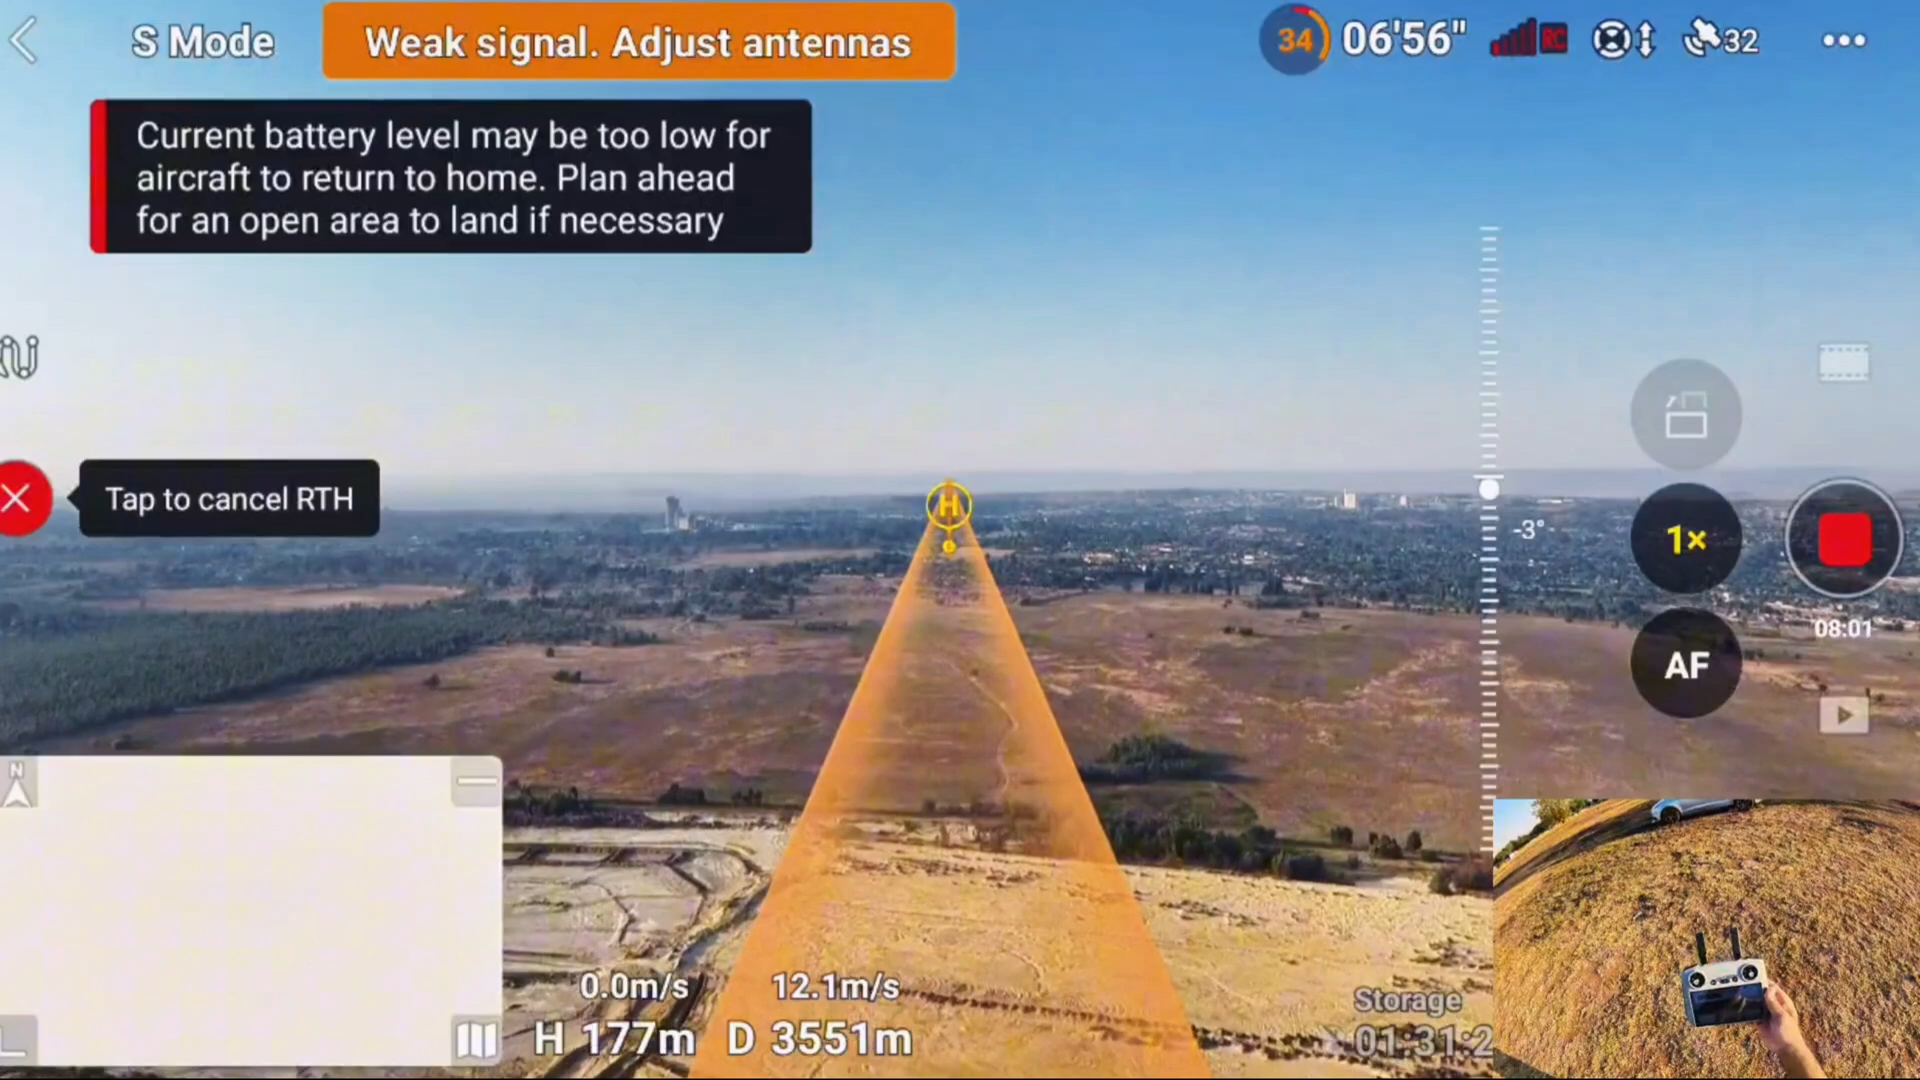 S Mode
Weak signal. Adjust antennas
34
06'56"
RC
32
Current battery level may be too low for
aircraft to return to home. Plan ahead
for an open area to land if necessary
Tap to cancel RTH
H
-3°
1×
08:01
AF
N
0.0m/s
12.1m/s
H 177m
D 3551m
Storage
01:31:2